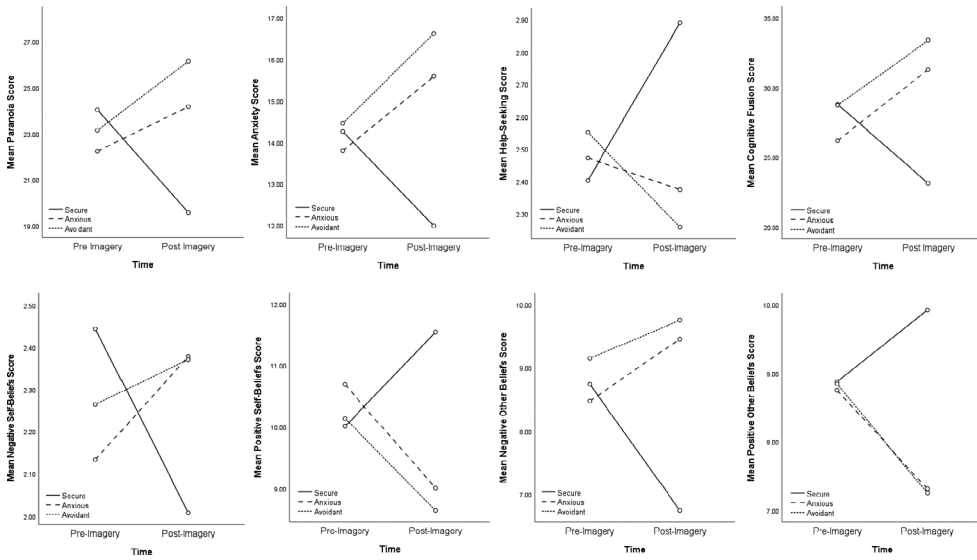 Mean Paranoia Score
27.00
25.00
23.00
21.00
19.00
Secure
Anxious
Avoidant
Pre Imagery Post Imagery
Time
Mean Anxiety Score
17.00
16.00
15.00
14.00
13.00
12.00
Secure
Anxious
Avoidant
Pre-Imagery Post-Imagery
Time
Mean Help-Seeking Score
2.90
2.90
2.70
2.60
2.50
2.40
2.30
Secure
Anxious
Avoidant
Pre-Imagery Post-Imagery
Time
Mean Cognitive Fusion Score
35.00
30.00
25.00
20.00
Secure
Anxious
Avoidant
Pre Imagery Post Imagery
Time
Mean Negative Self-Beliefs Score
2.50
2.40
2.30
2.20
2.10
2.00
Secure
Anxious
Avoidant
Pre-Imagery Post-Imagery
Time
Mean Positive Self-Beliefs Score
12.00
11.00
10.00
9.00
Secure
Anxious
Avoidant
Pre-Imagery Post-Imagery
Time
Mean Negative Other Beliefs Score
10.00
9.00
8.00
7.00
Secure
Anxious
Avoidant
Pre-Imagery Post-Imagery
Time
Mean Positive Other Beliefs Score
10.00
9.00
8.00
7.00
Secure
Anxious
Avoidant
Pre-Imagery Post-Imagery
Time